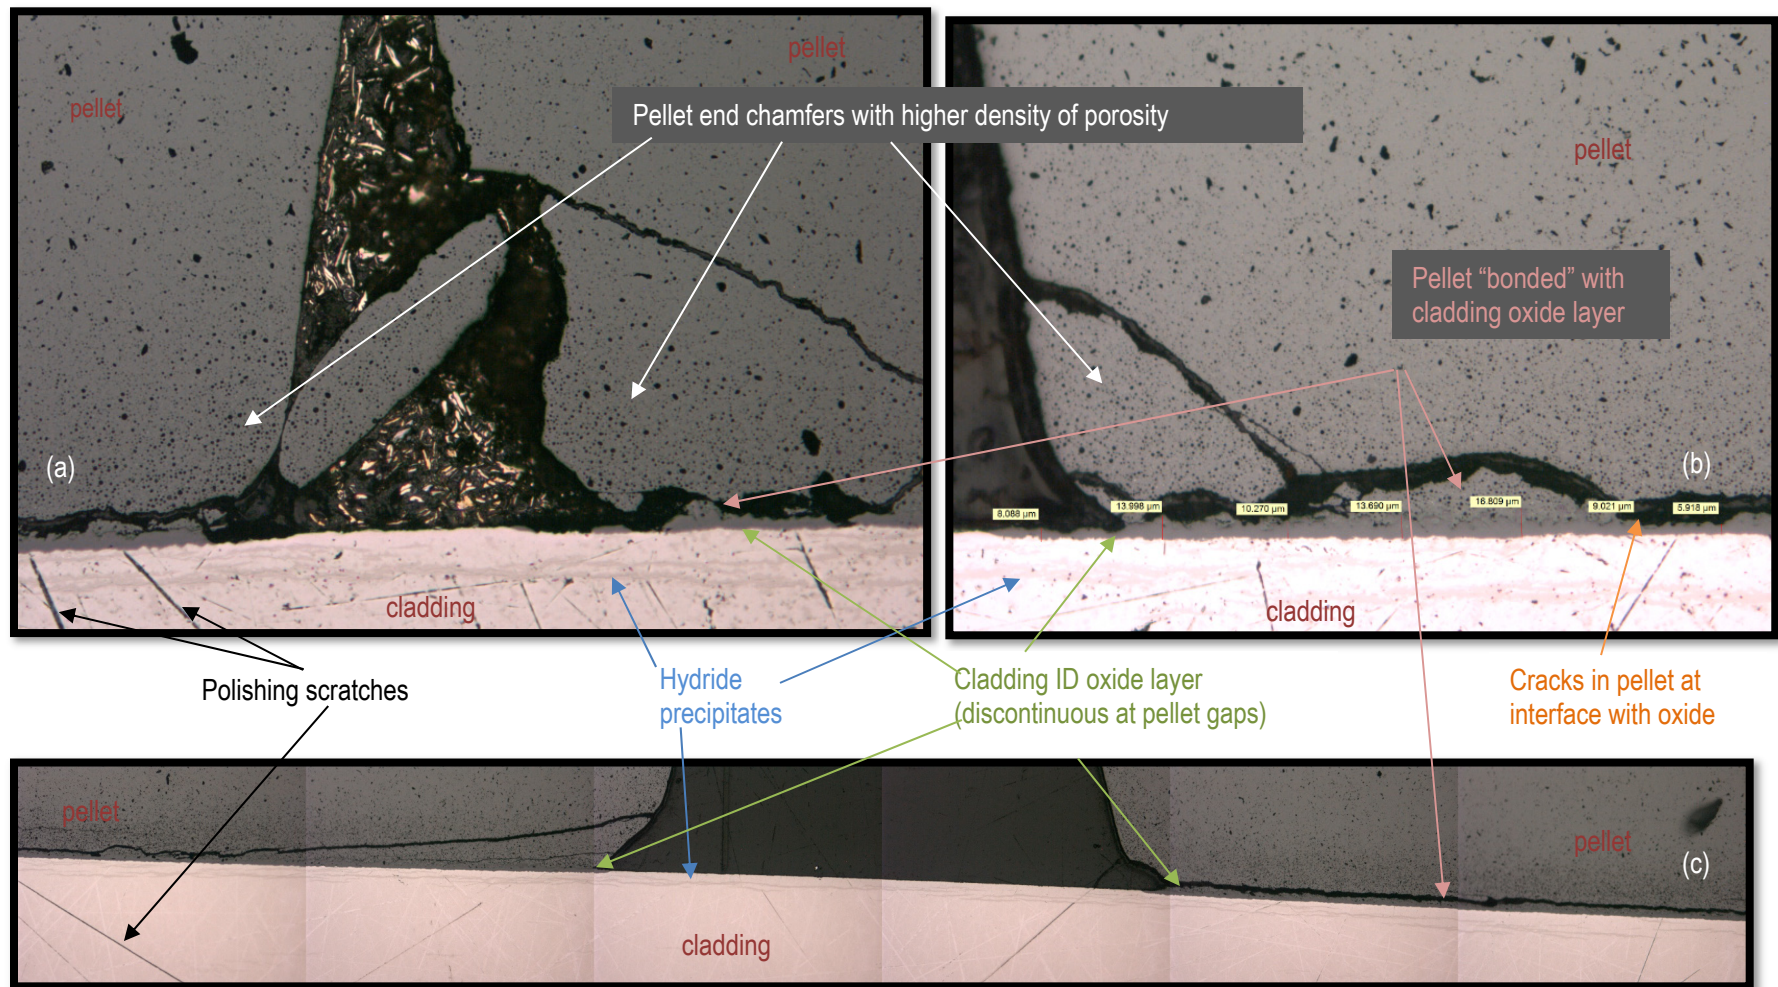 pellet
pellet
Pellet end chamfers with higher density of porosity
pellet
Pellet “bonded” with
cladding oxide layer
(a)
(b)
8.088 µm
13.998 µm
10.270 µm
13.690 µm
16.809 µm
9.021 µm
5.918 µm
cladding
cladding
Polishing scratches
Hydride
precipitates
Cladding ID oxide layer
(discontinuous at pellet gaps)
Cracks in pellet at
interface with oxide
pellet
pellet
(c)
cladding